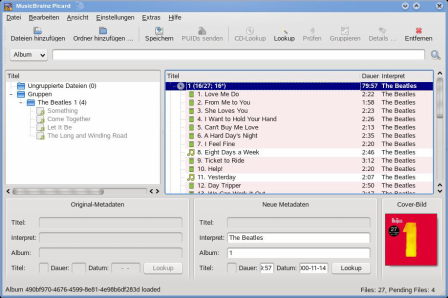 MusicBrainz Picard
Datei Bearbeiten Ansicht Einstellungen Extras Hilfe
Dateien hinzufügen ... Ordner hinzufügen ... Speichern PUIDs senden CD-Lookup Lookup Prüfen Gruppieren Details ... Entfernen
Album
Titel
Ungruppierte Dateien (0)
Gruppen
The Beatles 1 (4)
Something
Come Together
Let It Be
The Long and Winding Road
Titel Dauer Interpret
1 (16/27; 16*) 79:57 The Beatles
1. Love Me Do 2:22 The Beatles
2. From Me to You 1:58 The Beatles
3. She Loves You 2:23 The Beatles
4. I Want to Hold Your Hand 2:26 The Beatles
5. Can't Buy Me Love 2:13 The Beatles
6. A Hard Day's Night 2:35 The Beatles
7. I Feel Fine 2:20 The Beatles
8. Eight Days a Week 2:46 The Beatles
9. Ticket to Ride 3:12 The Beatles
10. Help! 2:20 The Beatles
11. Yesterday 2:07 The Beatles
12. Day Tripper 2:50 The Beatles
Original-Metadaten
Titel:
Interpret:
Album:
Titel: Dauer: Datum: - - Lookup
Neue Metadaten
Titel:
Interpret: The Beatles
Album: 1
Titel: Dauer: 9:57 Datum: 000-11-14 Lookup
Cover-Bild
27
1
Album 490bf970-4676-4599-8e81-4e98b6df283d loaded
Files: 27, Pending Files: 4